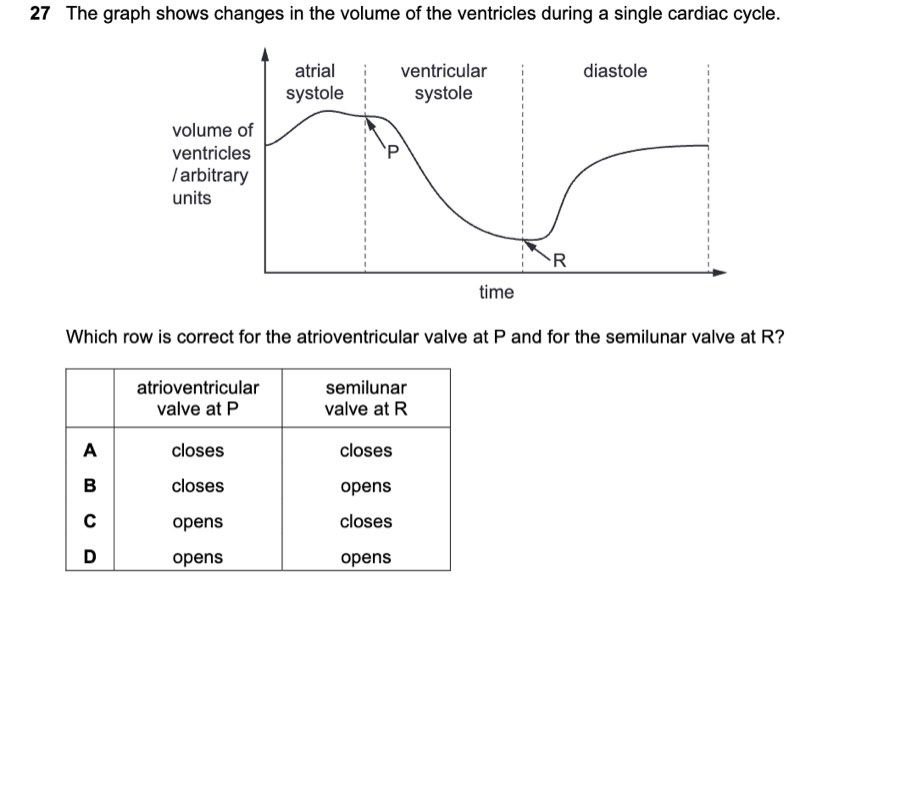 27 The graph shows changes in the volume of the ventricles during a single cardiac cycle.
atrial systole
ventricular systole
diastole
volume of
ventricles
/ arbitrary
units
P
R
time
Which row is correct for the atrioventricular valve at P and for the semilunar valve at R?
atrioventricular valve at P
semilunar valve at R
A closes closes
B closes opens
C opens closes
D opens opens